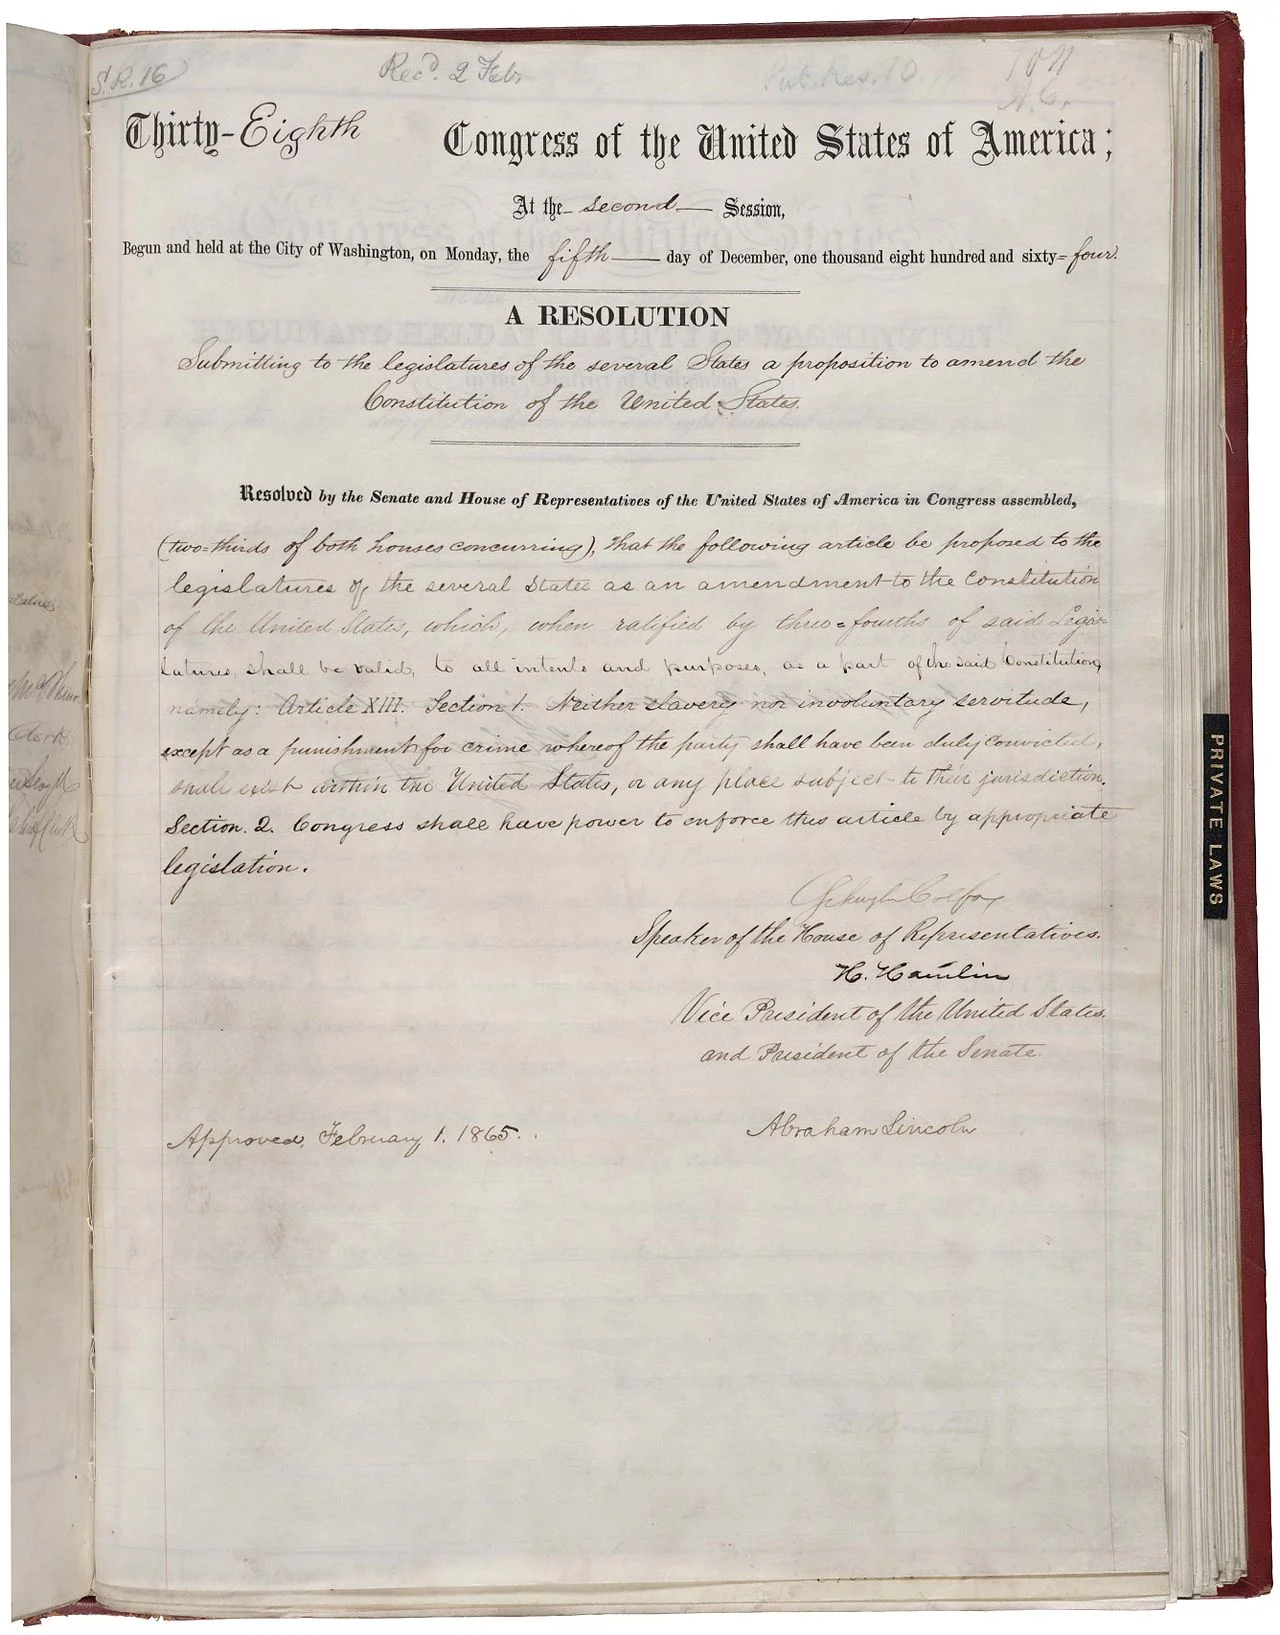 S.R. 16
Rec'd. 2 Feb.
Pub. Res. 10.
Thirty-Eighth Congress of the United States of America;
At the second Session,
Begun and held at the City of Washington, on Monday, the fifth day of December, one thousand eight hundred and sixty-four.
A RESOLUTION
Submitting to the legislatures of the several States a proposition to amend the
Constitution of the United States.
Resolved by the Senate and House of Representatives of the United States of America in Congress assembled,
(two-thirds of both houses concurring), That the following article be proposed to the
legislatures of the several States as an amendment to the Constitution
of the United States, which, when ratified by three-fourths of said Legis-
latures, shall be valid, to all intents and purposes, as a part of the said Constitution,
namely: Article XIII. Section 1. Neither slavery nor involuntary servitude,
except as a punishment for crime whereof the party shall have been duly convicted,
shall exist within the United States, or any place subject to their jurisdiction.
Section. 2. Congress shall have power to enforce this article by appropriate
legislation.
Schuyler Colfax
Speaker of the House of Representatives.
H. Hamlin
Vice President of the United States.
and President of the Senate.
Approved, February 1. 1865. Abraham Lincoln
PRIVATE LAWS